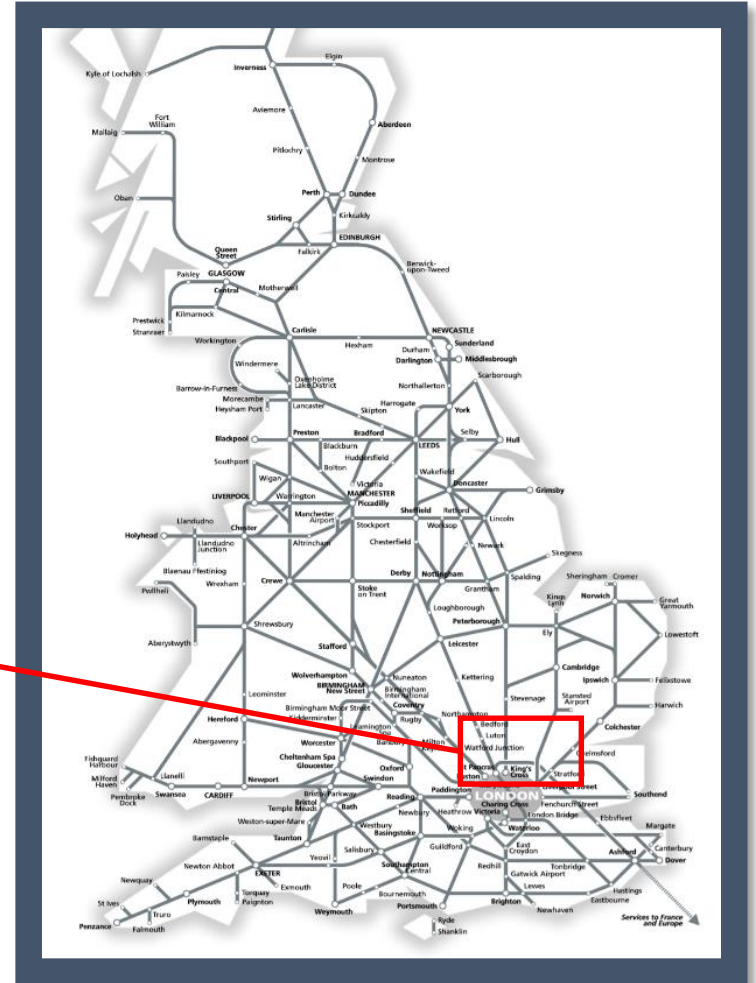 Elgin
Inverness
Kyle of Lochalsh
Aviemore
Fort
William
Aberdeen
Mallaig
Pitlochry
Montrose
Perth
Dundee
Oban
Stirling
Kirkcaldy
EDINBURGH
Queen
Street
Falkirk
Berwick-
upon-Tweed
Paisley
GLASGOW
Central
Motherwell
Prestwick
Kilmarnock
Stranraer
Carlisle
NEWCASTLE
Workington
Hexham
Sunderland
Durham
Darlington
Middlesbrough
Windermere
Scarborough
Oxenholme
Lake District
Barrow-in-Furness
Northallerton
Morecambe
Heysham Port
Lancaster
Harrogate
York
Skipton
Blackpool
Preston
Bradford
Selby
Blackburn
LEEDS
Hull
Southport
Bolton
Huddersfield
Wakefield
Wigan
Victoria
Doncaster
LIVERPOOL
Warrington
MANCHESTER
Piccadilly
Grimsby
Manchester
Airport
Sheffield
Retford
Lincoln
Llandudno
Chester
Stockport
Worksop
Holyhead
Llandudno
Junction
Altrincham
Chesterfield
Newark
Skegness
Blaenau Ffestiniog
Wrexham
Crewe
Stoke
on Trent
Derby
Nottingham
Grantham
Spalding
Sheringham
Cromer
Pwllheli
Kings
Lynn
Norwich
Great
Yarmouth
Loughborough
Peterborough
Shrewsbury
Ely
Lowestoft
Aberystwyth
Stafford
Leicester
Cambridge
Wolverhampton
Nuneaton
Kettering
Ipswich
Felixstowe
BIRMINGHAM
New Street
Birmingham
International
Stevenage
Stansted
Airport
Leominster
Birmingham Moor Street
Coventry
Harwich
Hereford
Kidderminster
Rugby
Northampton
Bedford
Colchester
Leamington
Spa
Luton
Abergavenny
Worcester
Banbury
Milton
Watford Junction
Chelmsford
Fishguard
Harbour
Cheltenham Spa
Gloucester
Oxford
St Pancras
Euston
King's
Cross
Stratford
Llanelli
Newport
Swindon
Paddington
Liverpool Street
Milford
Haven
Pembroke
Dock
Swansea
CARDIFF
Bristol Parkway
Reading
LONDON
Southend
Bristol
Temple Meads
Bath
Newbury
Heathrow
Victoria
Charing Cross
Fenchurch Street
Weston-super-Mare
Westbury
London Bridge
Ebbsfleet
Barnstaple
Taunton
Basingstoke
Woking
Waterloo
Margate
Salisbury
Guildford
East
Croydon
Canterbury
Newton Abbot
Yeovil
Southampton
Central
Redhill
Tonbridge
Ashford
Dover
Newquay
EXETER
Gatwick Airport
Exmouth
Poole
St Ives
Plymouth
Torquay
Paignton
Bournemouth
Lewes
Hastings
Truro
Weymouth
Portsmouth
Brighton
Newhaven
Eastbourne
Penzance
Falmouth
Ryde
Shanklin
Services to France
and Europe